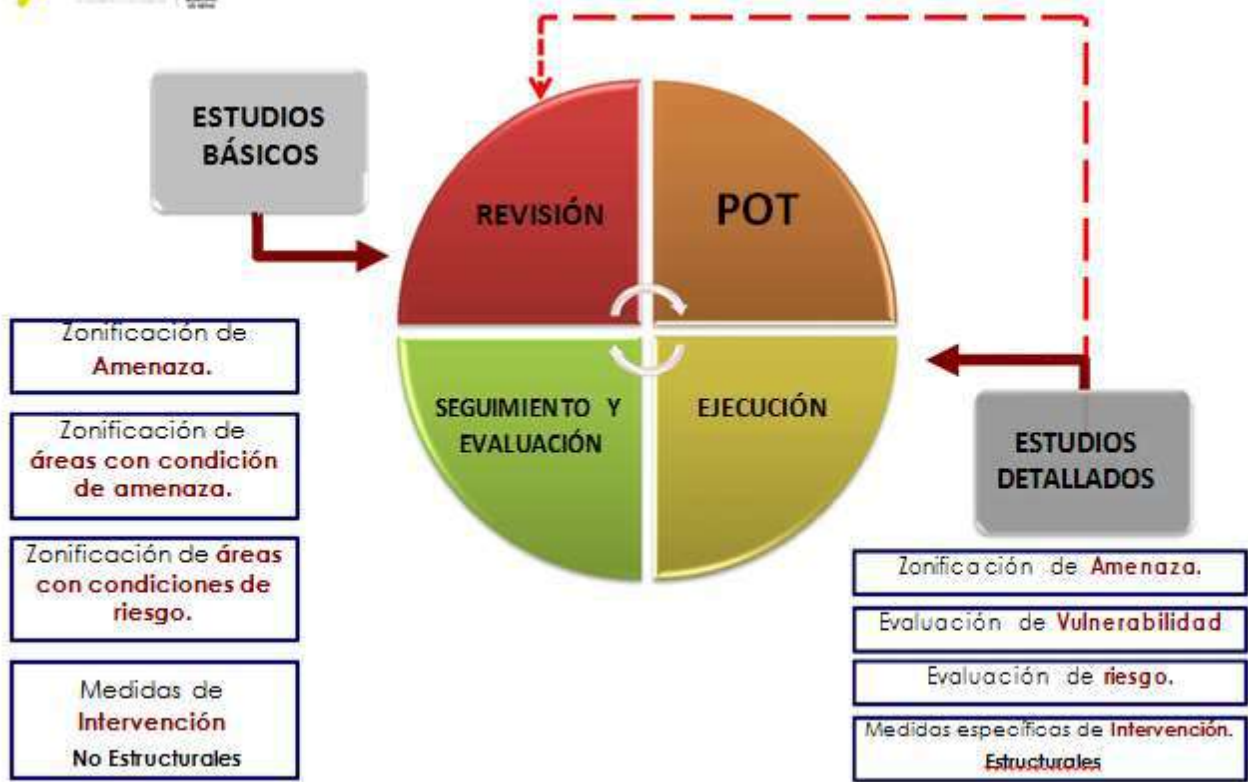 ESTUDIOS
BÁSICOS
REVISIÓN
POT
SEGUIMIENTO Y
EVALUACIÓN
EJECUCIÓN
Zonificación de
Amenaza.
Zonificación de
áreas con condición
de amenaza.
Zonificación de áreas
con condiciones de
riesgo.
Medidas de
Intervención
No Estructurales
ESTUDIOS
DETALLADOS
Zonificación de Amenaza.
Evaluación de Vulnerabilidad
Evaluación de riesgo.
Medidas específicas de Intervención.
Estructurales